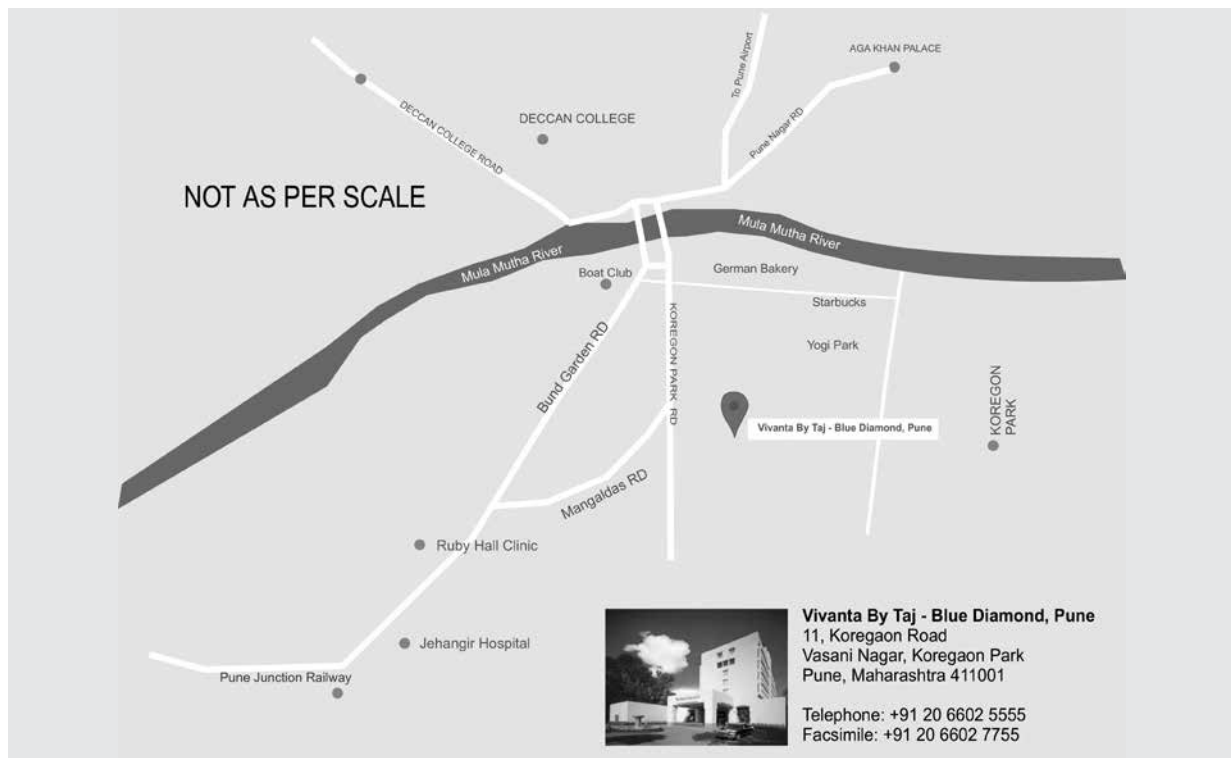 To Pune Airport
AGA KHAN PALACE
DECCAN COLLEGE ROAD
DECCAN COLLEGE
Pune Nagar RD
NOT AS PER SCALE
Mula Mutha River
Mula Mutha River
Boat Club
German Bakery
Starbucks
Yogi Park
Bund Garden RD
KOREGON PARK RD
KOREGON
PARK
Vivanta By Taj - Blue Diamond, Pune
Mangaldas RD
Ruby Hall Clinic
Jehangir Hospital
Pune Junction Railway
Vivanta By Taj - Blue Diamond, Pune
11, Koregaon Road
Vasani Nagar, Koregaon Park
Pune, Maharashtra 411001
Telephone: +91 20 6602 5555
Facsimile: +91 20 6602 7755